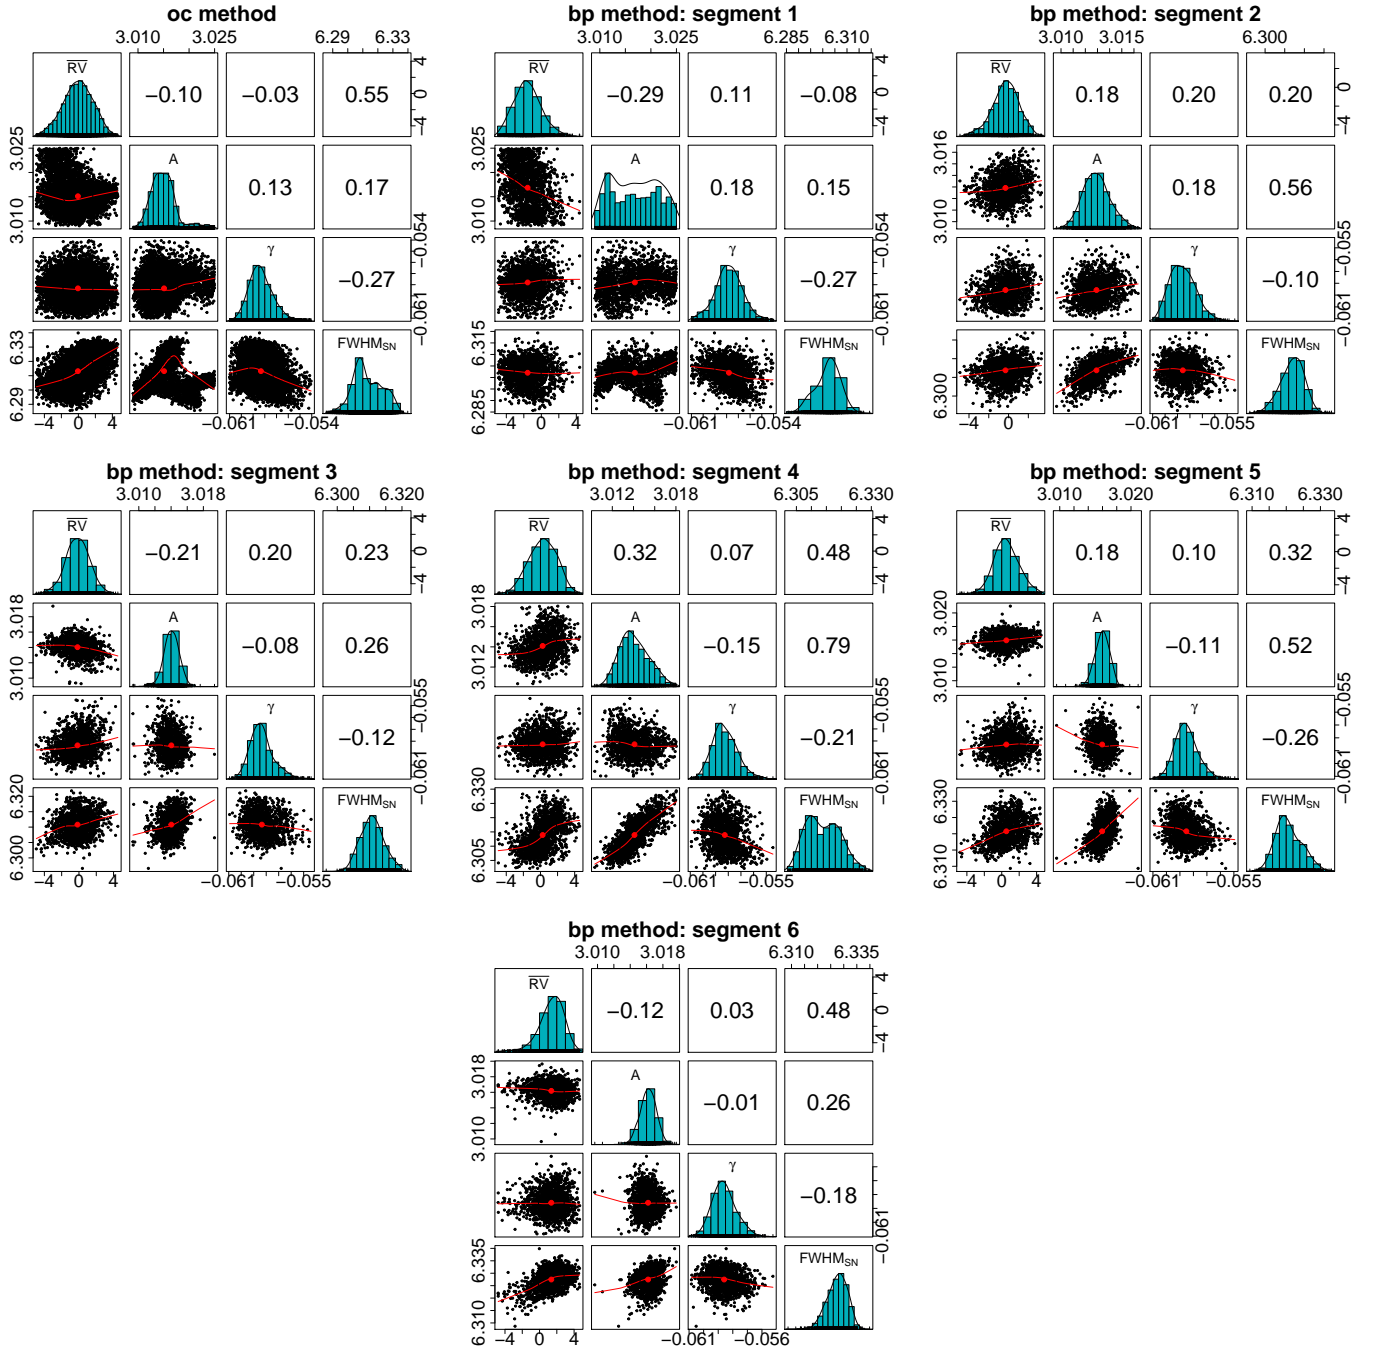 oc method
3.010 3.025 6.29 6.33
RV −0.10 −0.03 0.55 4 0 −4
3.025 3.010 A 0.13 0.17
γ −0.27 −0.054 −0.061
6.33 6.29 FWHMSN
−4 0 4 −0.061 −0.054
bp method: segment 1
3.010 3.025 6.285 6.310
RV −0.29 0.11 −0.08 4 0 −4
3.025 3.010 A 0.18 0.15
γ −0.27 −0.054 −0.061
6.315 6.285 FWHMSN
−4 0 4 −0.061 −0.054
bp method: segment 2
3.010 3.015 6.300
RV 0.18 0.20 0.20 4 0 −4
3.016 3.010 A 0.18 0.56
γ −0.10 −0.055 −0.061
6.300 FWHMSN
−4 0 −0.061 −0.055
bp method: segment 3
3.010 3.018 6.300 6.320
RV −0.21 0.20 0.23 4 0 −4
3.018 3.010 A −0.08 0.26
γ −0.12 −0.055 −0.061
6.320 6.300 FWHMSN
−4 0 4 −0.061 −0.055
bp method: segment 4
3.012 3.018 6.305 6.330
RV 0.32 0.07 0.48 4 0 −4
3.018 3.012 A −0.15 0.79
γ −0.21 −0.055 −0.061
6.330 6.305 FWHMSN
−4 0 4 −0.061 −0.055
bp method: segment 5
3.010 3.020 6.310 6.330
RV 0.18 0.10 0.32 4 0 −4
3.020 3.010 A −0.11 0.52
γ −0.26 −0.055 −0.061
6.330 6.310 FWHMSN
−4 0 4 −0.061 −0.055
bp method: segment 6
3.010 3.018 6.310 6.335
RV −0.12 0.03 0.48 4 0 −4
3.018 3.010 A −0.01 0.26
γ −0.18 −0.061
6.335 6.310 FWHMSN
−4 0 4 −0.061 −0.056